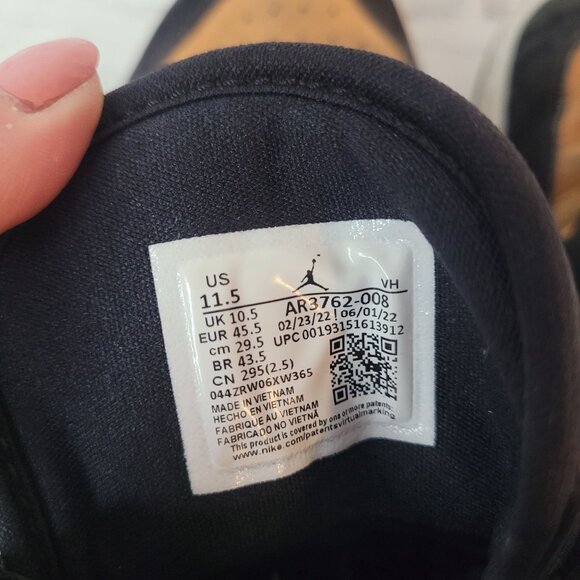 US
11.5
VH
UK 10.5
AR3762-008
EUR 45.5
02/23/22 | 06/01/22
cm 29.5
UPC 00193151613912
BR 43.5
CN 295(2.5)
044ZRW06XW365
MADE IN VIETNAM
HECHO EN VIETNAM
FABRIQUE AU VIETNAM
FABRICADO NO VIETNÃ
This product is covered by one of more patents.
www.nike.com/patentsvirtualmarking